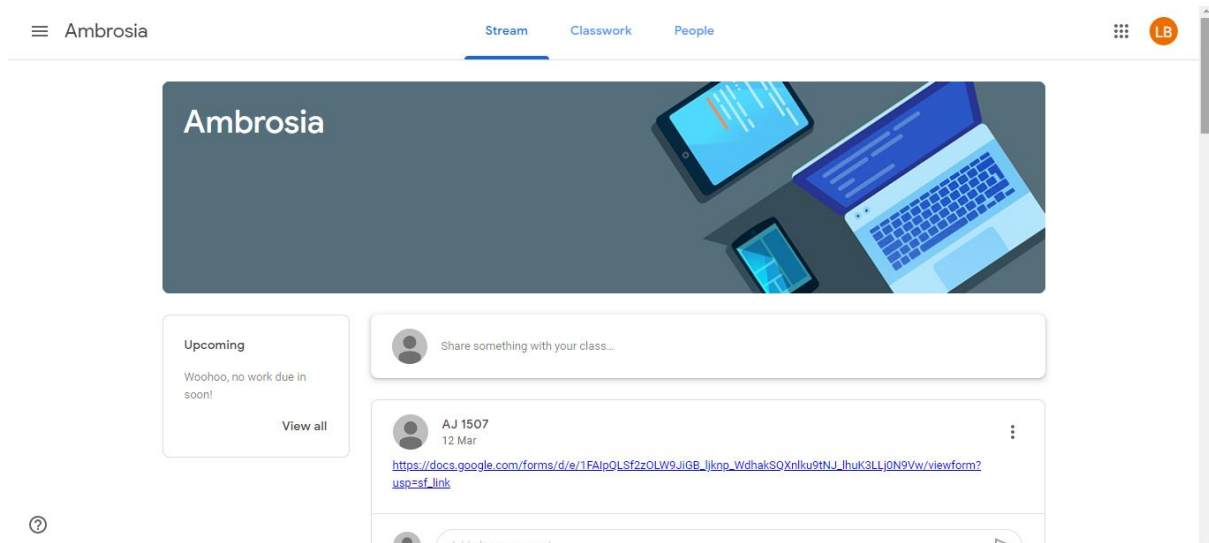 Ambrosia
Stream Classwork People
LB
Ambrosia
Upcoming
Woohoo, no work due in
soon!
View all
Share something with your class...
AJ 1507
12 Mar
https://docs.google.com/forms/d/e/1FAIpQLSf2zOLW9JiGB_ljknp_WdhakSQXnlku9tNJ_lhuK3LLj0N9Vw/viewform?
usp=sf_link